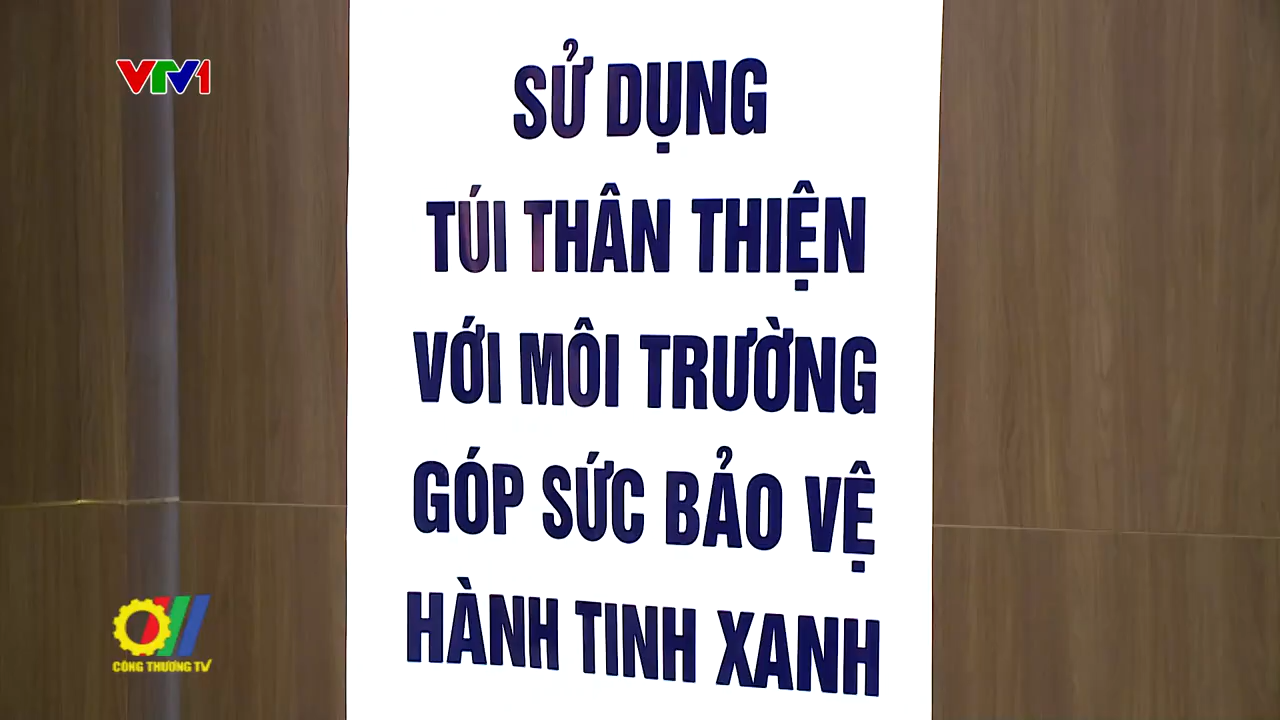 VTV1
SỬ DỤNG
TÚI THÂN THIỆN
VỚI MÔI TRƯỜNG
GÓP SỨC BẢO VỆ
HÀNH TINH XANH
CÔNG THƯƠNG TV